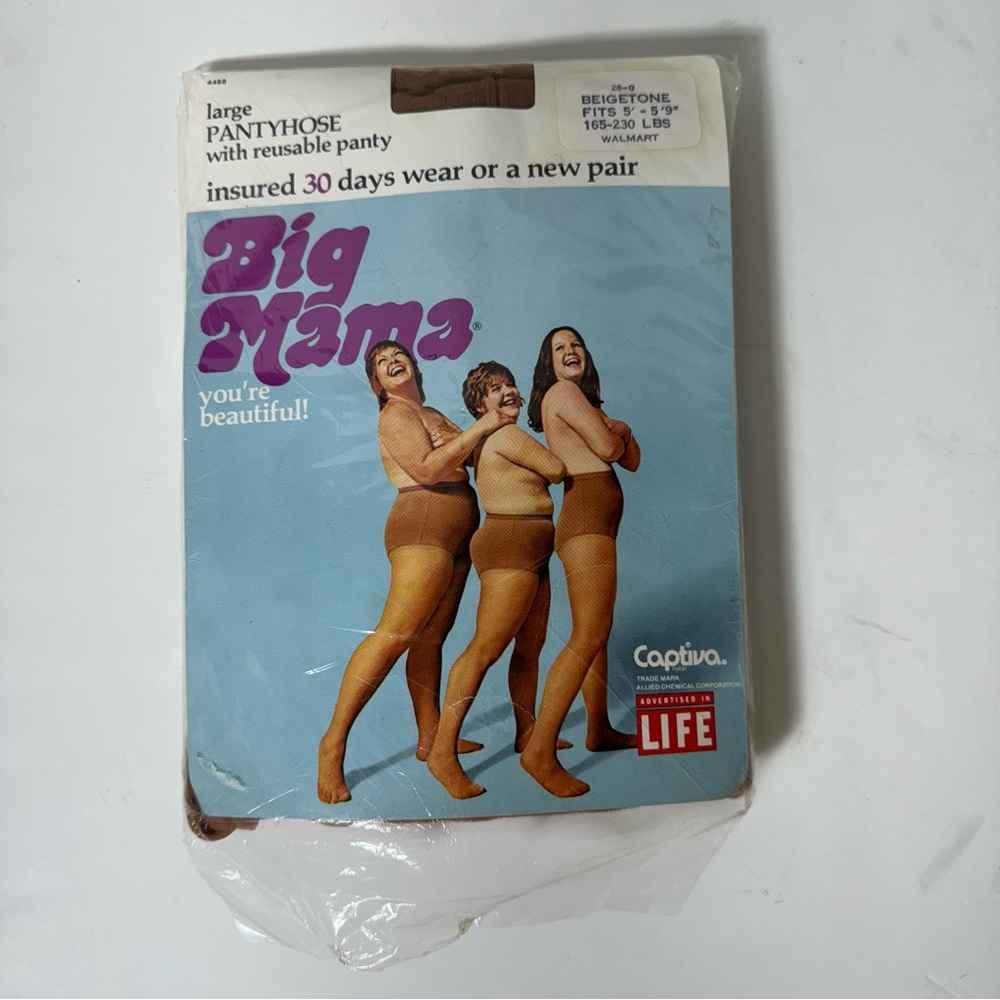 4488
large
PANTYHOSE
with reusable panty
28-0
BEIGETONE
FITS 5' - 5'9"
165-230 LBS
WALMART
insured 30 days wear or a new pair
Big
Mama®
you're
beautiful!
Captiva®
nylon
TRADE MARK
ALLIED CHEMICAL CORPORATION
ADVERTISED IN
LIFE